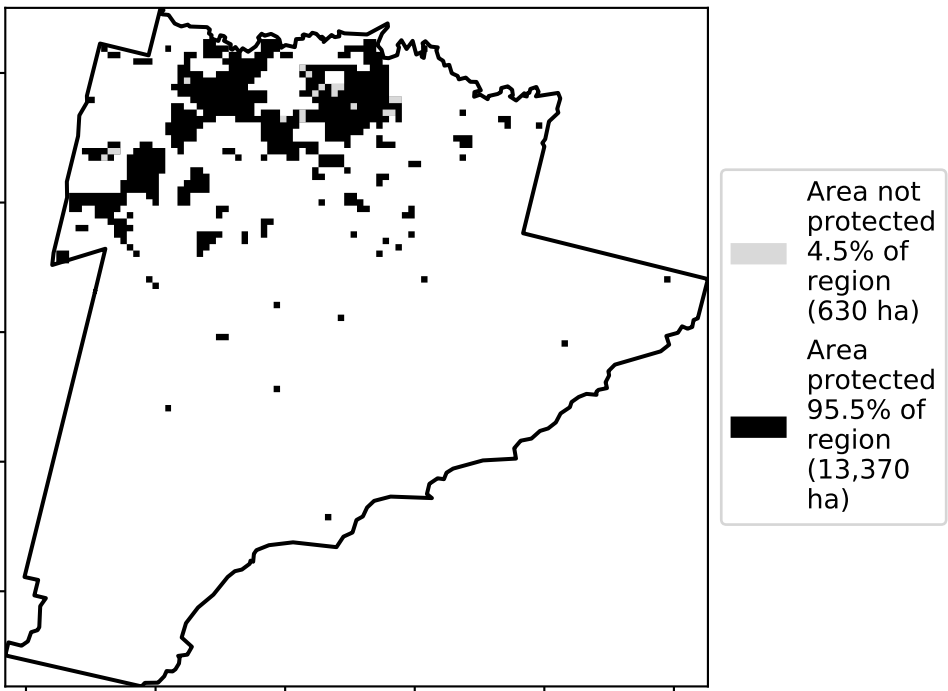 Area not
protected
4.5% of
region
(630 ha)
Area
protected
95.5% of
region
(13,370
ha)